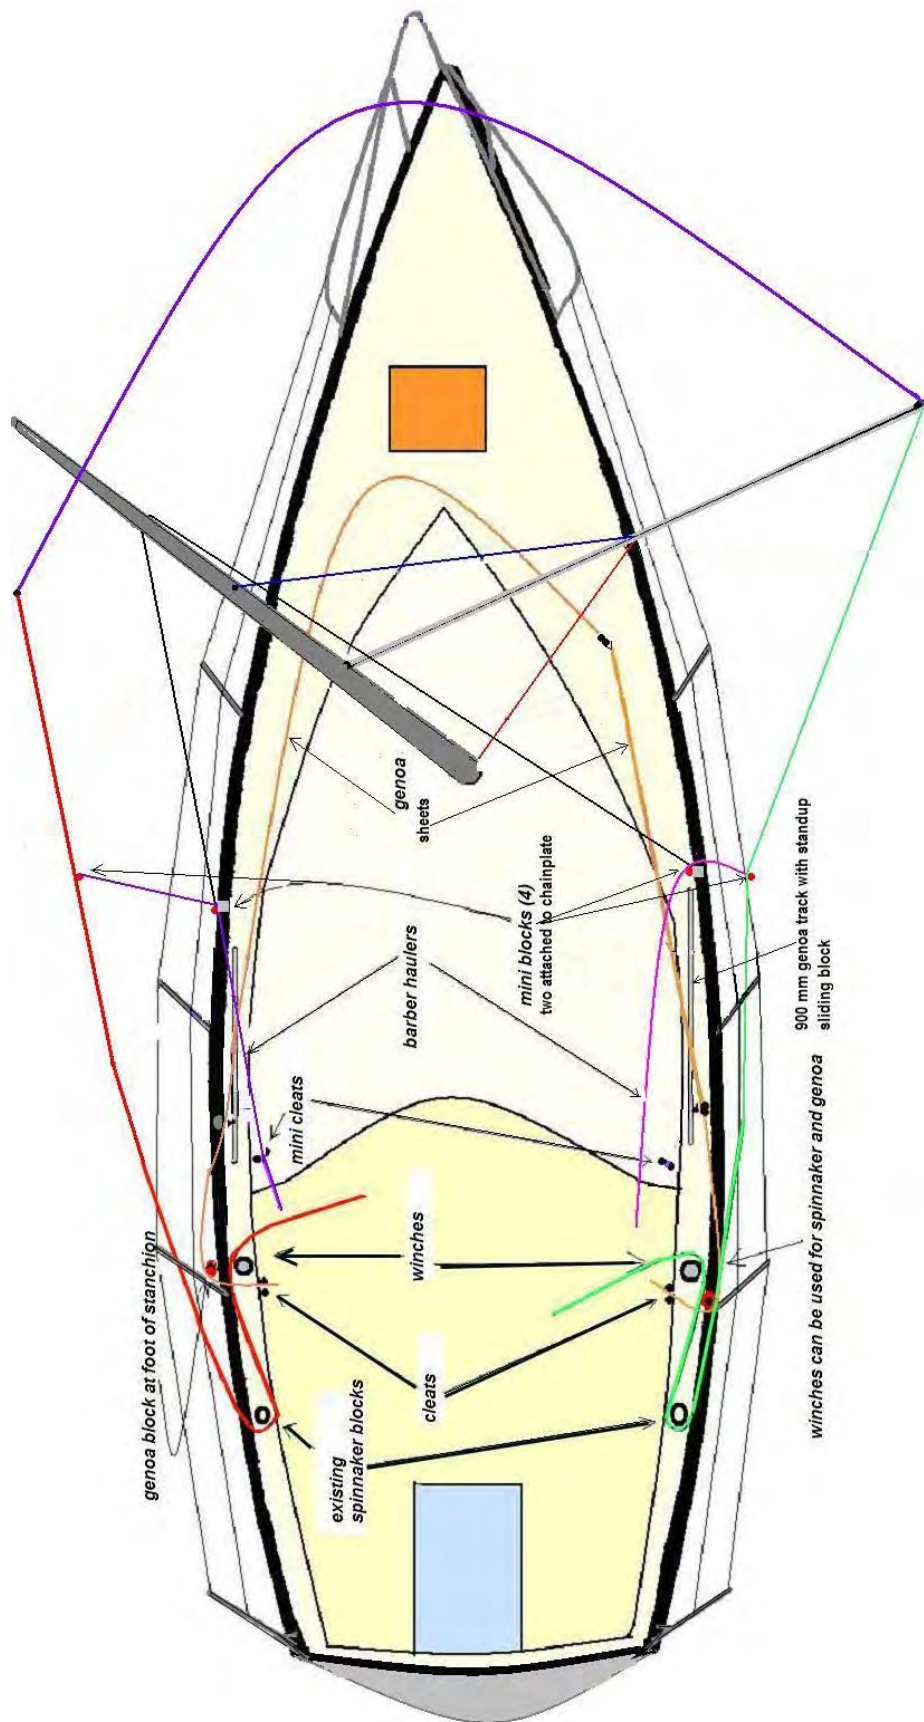 genoa
sheets
mini blocks (4)
two attached to chainplate
900 mm genoa track with standup
sliding block
barber haulers
mini cleats
winches
winches can be used for spinnaker and genoa
genoa block at foot of stanchion
cleats
existing
spinnaker blocks